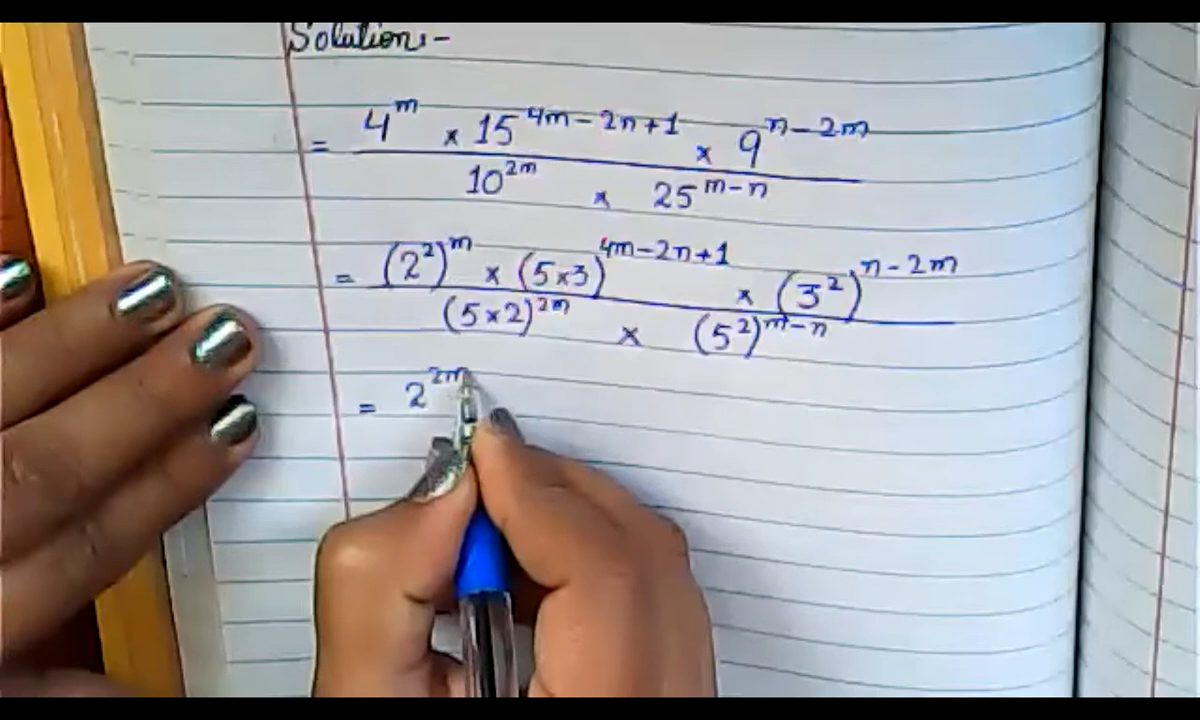 Solution:-
= 4^m × 15^(4m-2n+1) × 9^(n-2m)
10^(2m) × 25^(m-n)
= (2²)^m × (5×3)^(4m-2n+1) × (3²)^(n-2m)
(5×2)^(2m) × (5²)^(m-n)
= 2^(2m)